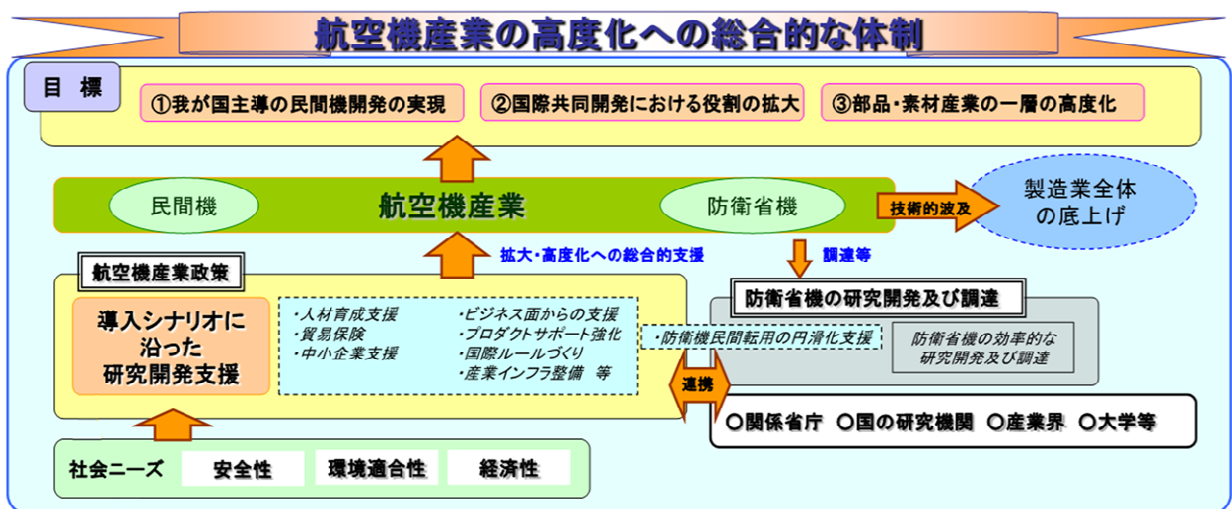 航空機産業の高度化への総合的な体制
目 標
①我が国主導の民間機開発の実現
②国際共同開発における役割の拡大
③部品・素材産業の一層の高度化
民間機
航空機産業
防衛省機
技術的波及
製造業全体
の底上げ
拡大・高度化への総合的支援
調達等
航空機産業政策
導入シナリオに
沿った
研究開発支援
・人材育成支援
・貿易保険
・中小企業支援
・ビジネス面からの支援
・プロダクトサポート強化
・国際ルールづくり
・産業インフラ整備 等
防衛省機の研究開発及び調達
・防衛機民間転用の円滑化支援
防衛省機の効率的な
研究開発及び調達
連携
○関係省庁 ○国の研究機関 ○産業界 ○大学等
社会ニーズ
安全性
環境適合性
経済性